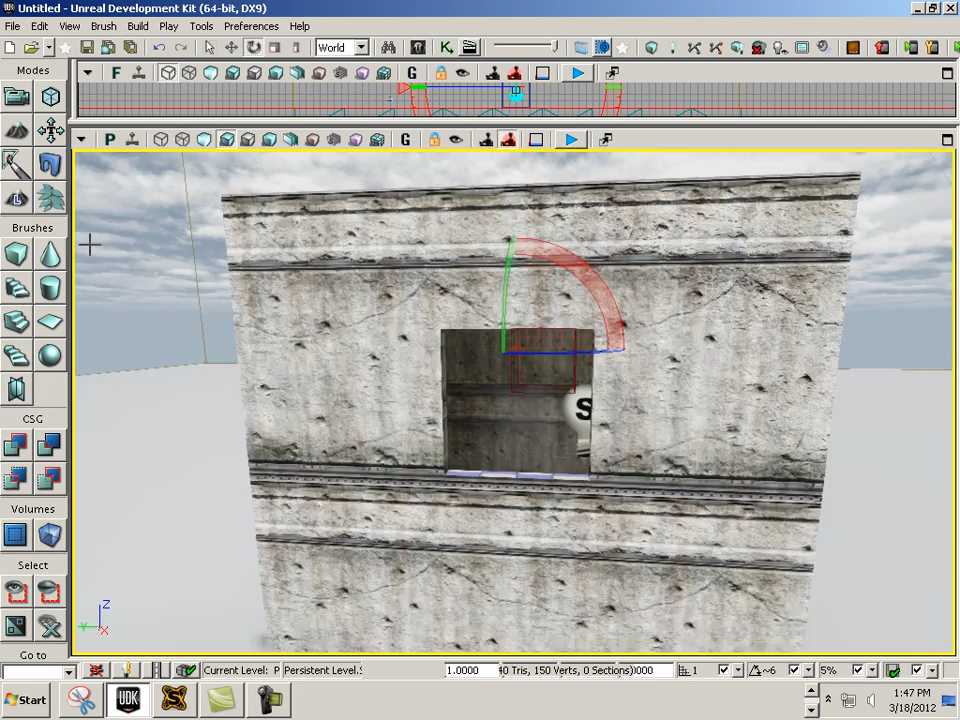 Untitled - Unreal Development Kit (64-bit, DX9)
File Edit View Brush Build Play Tools Preferences Help
World
Modes
F G
P G
Brushes
CSG
Volumes
Select
Go to
S
Z
Y X
Current Level: P Persistent Level.
1.0000
40 Tris, 150 Verts, 0 Sections)0000
1
~6
5%
Start
UDK
1:47 PM
3/18/2012